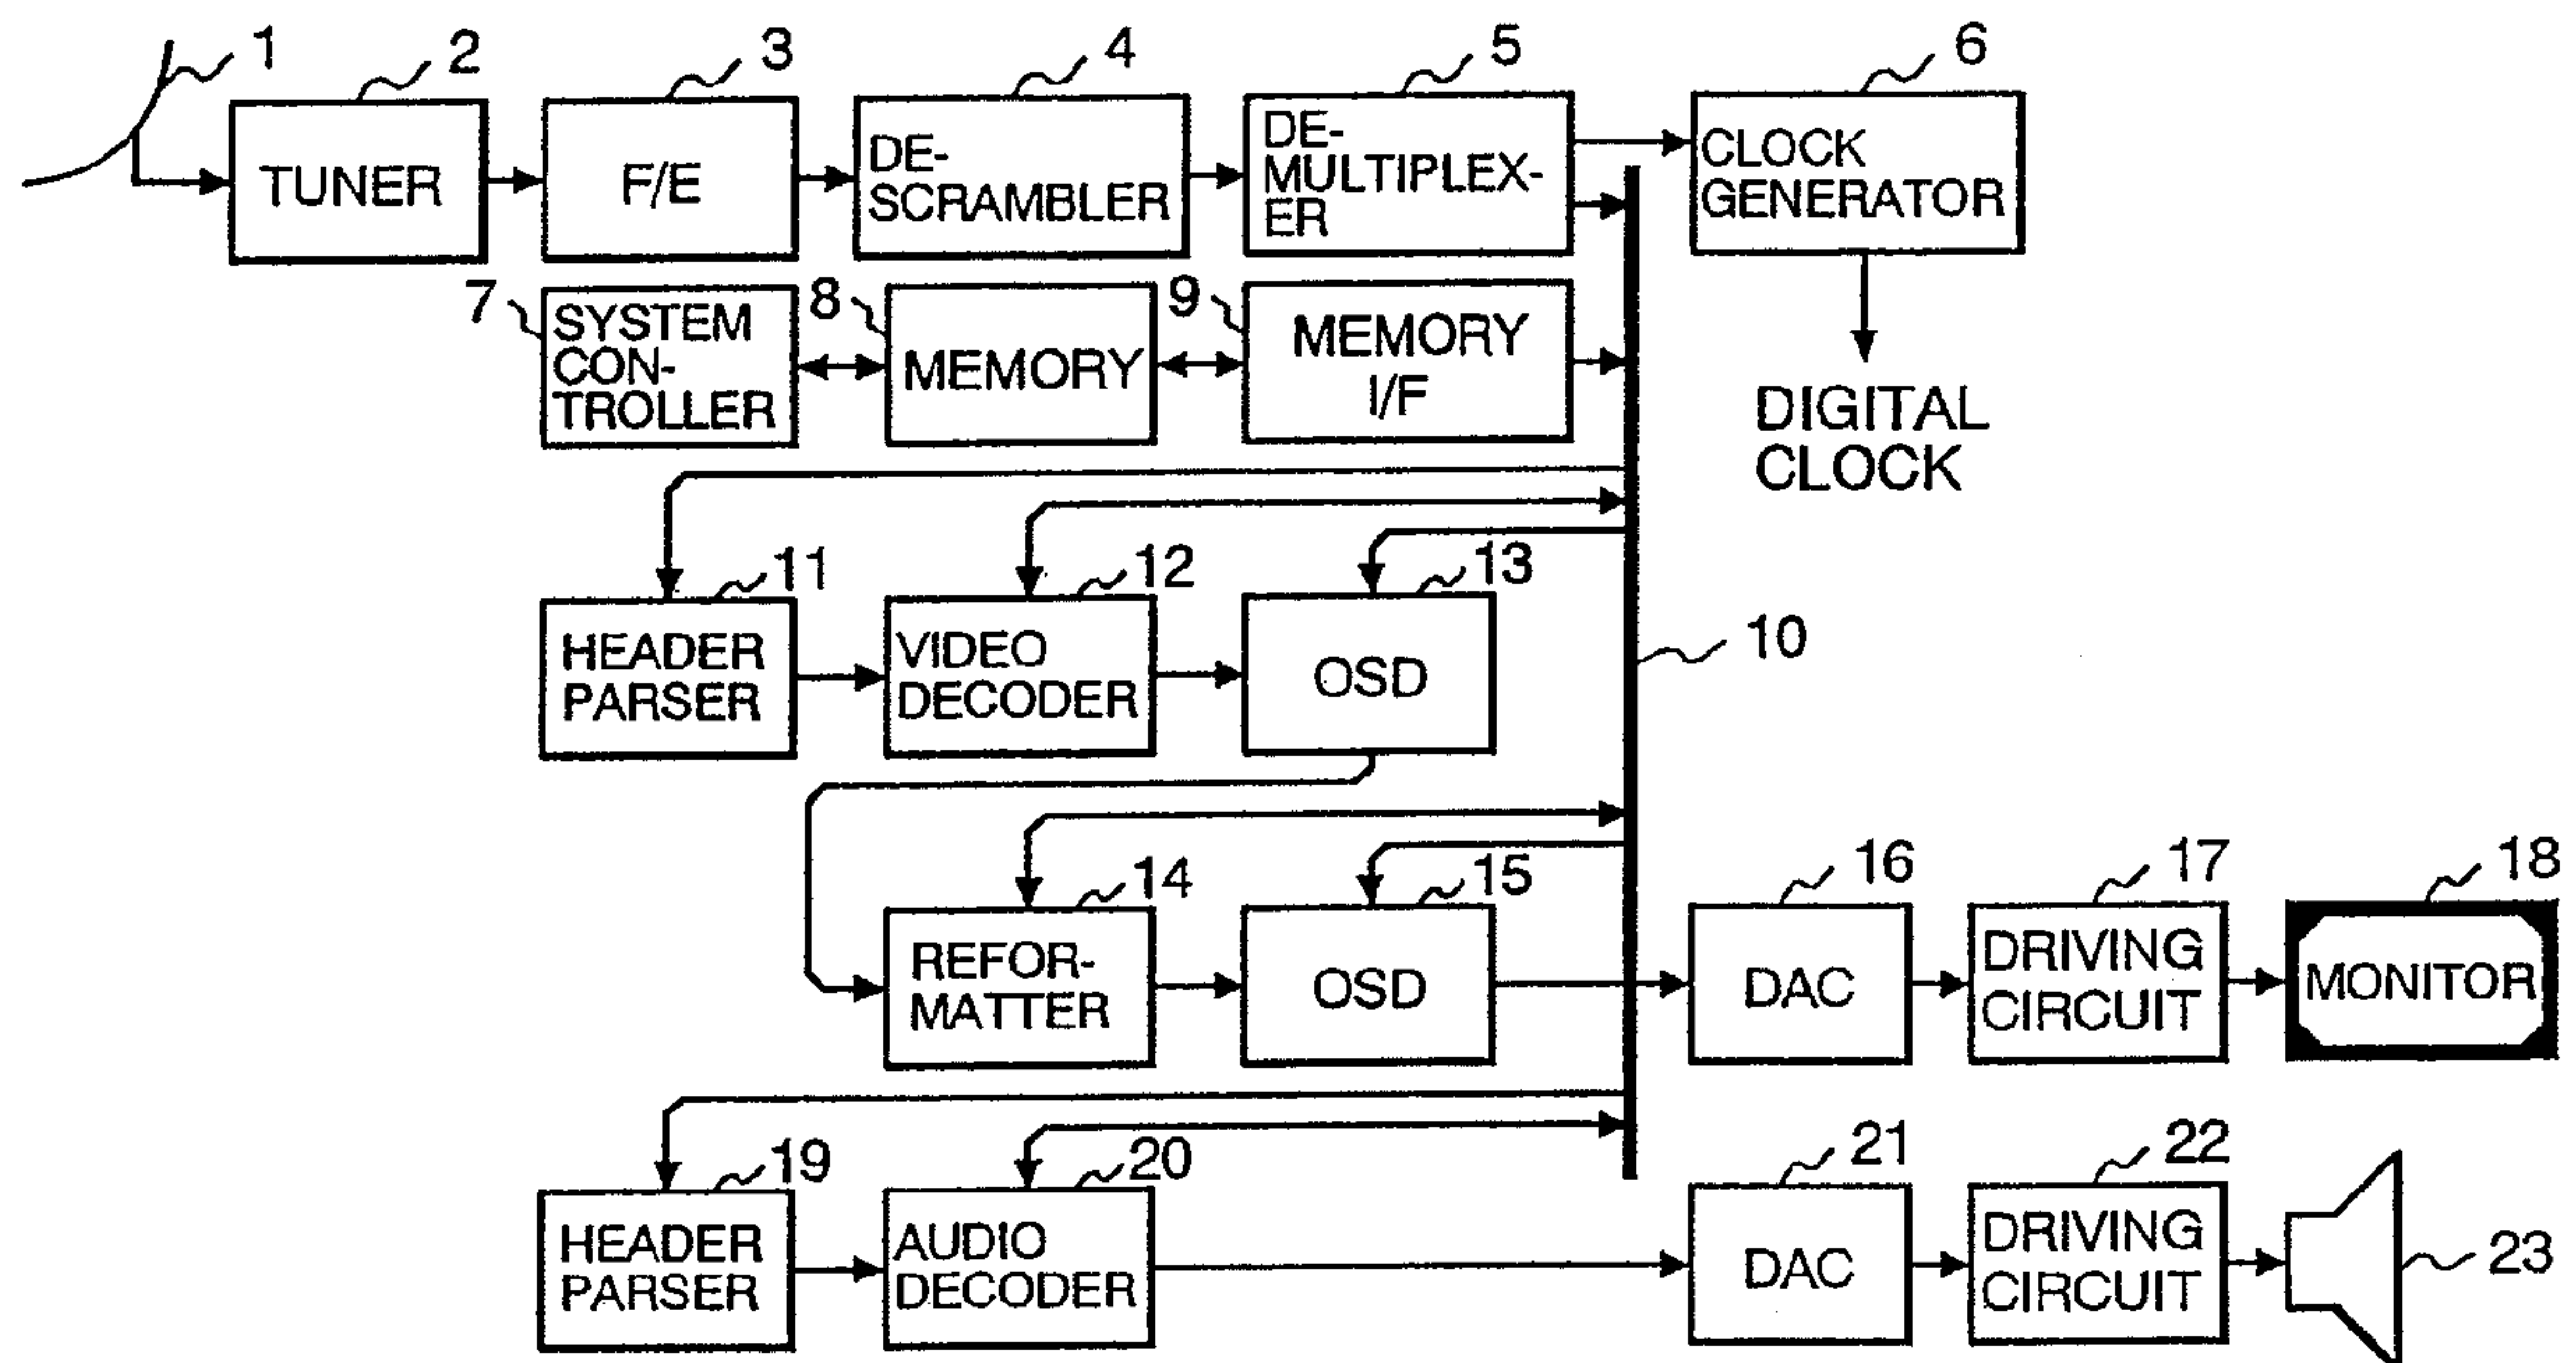 1
2
3
4
5
6
TUNER
F/E
DE-
SCRAMBLER
DE-
MULTIPLEX-
ER
CLOCK
GENERATOR
7
SYSTEM
CON-
TROLLER
8
MEMORY
9
MEMORY
I/F
DIGITAL
CLOCK
11
HEADER
PARSER
12
VIDEO
DECODER
13
OSD
10
14
REFOR-
MATTER
15
OSD
16
DAC
17
DRIVING
CIRCUIT
18
MONITOR
19
HEADER
PARSER
20
AUDIO
DECODER
21
DAC
22
DRIVING
CIRCUIT
23